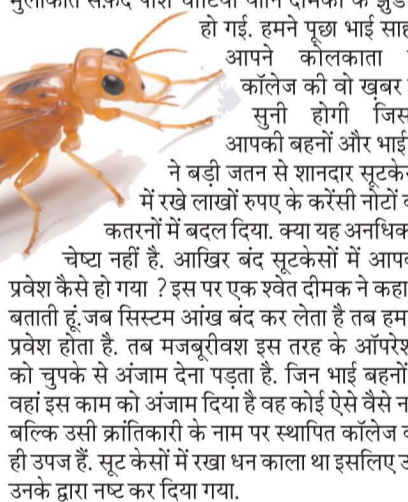 मुलाकात सफ़ेद पोश चींटियों यानि दीमकों के झुंड
हो गई. हमने पूछा भाई साह
आपने कोलकाता
कॉलेज की वो ख़बर
सुनी होगी जिस
आपकी बहनों और भाई
ने बड़ी जतन से शानदार सूटके
में रखे लाखों रुपए के करेंसी नोटों
कतरनों में बदल दिया. क्या यह अनधिक
चेष्टा नहीं है. आखिर बंद सूटकेसों में आप
प्रवेश कैसे हो गया ? इस पर एक श्वेत दीमक ने कहा
बताती हूं.जब सिस्टम आंख बंद कर लेता है तब हमा
प्रवेश होता है. तब मजबूरीवश इस तरह के ऑपरेश
को चुपके से अंजाम देना पड़ता है. जिन भाई बहनों
वहां इस काम को अंजाम दिया है वह कोई ऐसे वैसे न
बल्कि उसी क्रांतिकारी के नाम पर स्थापित कॉलेज
ही उपज हैं. सूट केसों में रखा धन काला था इसलिए उ
उनके द्वारा नष्ट कर दिया गया.